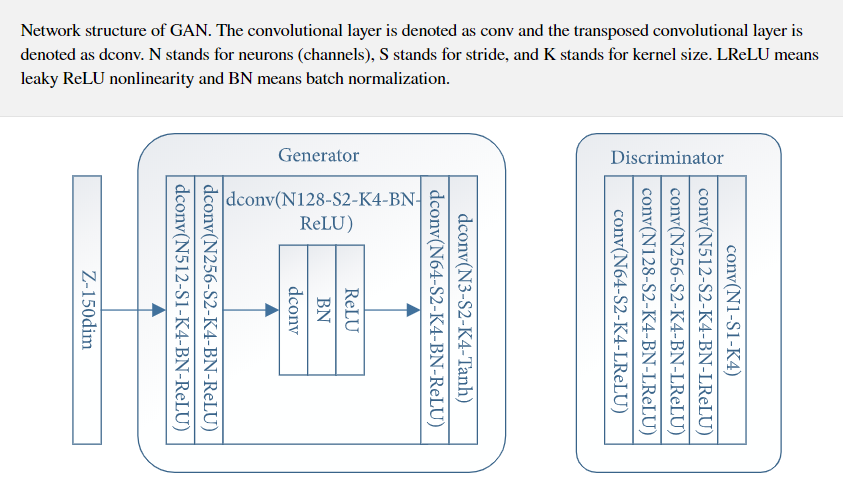 Network structure of GAN. The convolutional layer is denoted as conv and the transposed convolutional layer is
denoted as dconv. N stands for neurons (channels), S stands for stride, and K stands for kernel size. LReLU means
leaky ReLU nonlinearity and BN means batch normalization.
Z-150dim
Generator
dconv(N512-S1-K4-BN-ReLU)
dconv(N256-S2-K4-BN-ReLU)
dconv(N128-S2-K4-BN-
ReLU)
dconv
BN
ReLU
dconv(N64-S2-K4-BN-ReLU)
dconv(N3-S2-K4-Tanh)
Discriminator
conv(N64-S2-K4-LReLU)
conv(N128-S2-K4-BN-LReLU)
conv(N256-S2-K4-BN-LReLU)
conv(N512-S2-K4-BN-LReLU)
conv(N1-S1-K4)